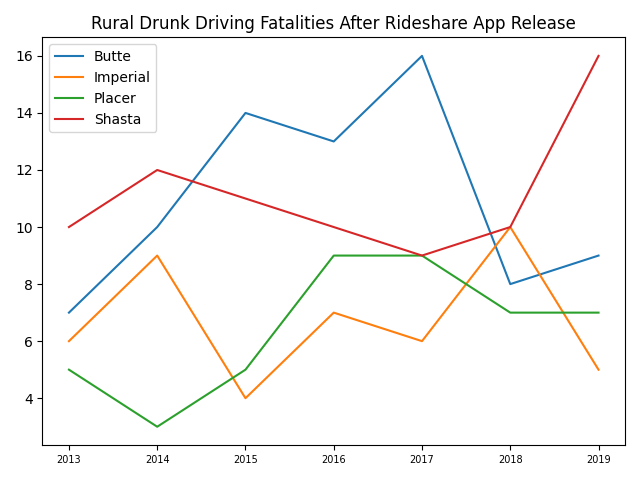 Rural Drunk Driving Fatalities After Rideshare App Release
Butte
Imperial
Placer
Shasta
16
14
12
10
8
6
4
2013 2014 2015 2016 2017 2018 2019